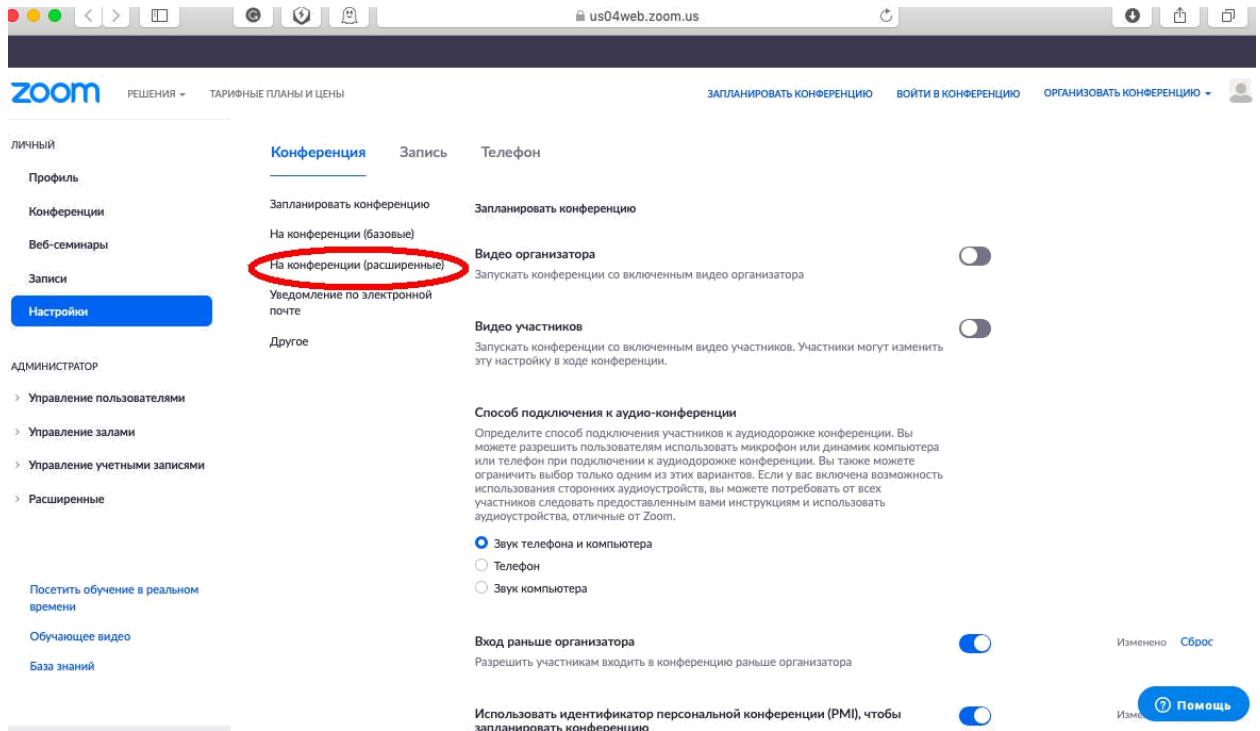 us04web.zoom.us
zoom
РЕШЕНИЯ
ТАРИФНЫЕ ПЛАНЫ И ЦЕНЫ
ЗАПЛАНИРОВАТЬ КОНФЕРЕНЦИЮ
ВОЙТИ В КОНФЕРЕНЦИЮ
ОРГАНИЗОВАТЬ КОНФЕРЕНЦИЮ
ЛИЧНЫЙ
Профиль
Конференции
Веб-семинары
Записи
Настройки
АДМИНИСТРАТОР
Управление пользователями
Управление залами
Управление учетными записями
Расширенные
Посетить обучение в реальном
времени
Обучающее видео
База знаний
Конференция
Запись
Телефон
Запланировать конференцию
На конференции (базовые)
На конференции (расширенные)
Уведомление по электронной
почте
Другое
Запланировать конференцию
Видео организатора
Запускать конференции со включенным видео организатора
Видео участников
Запускать конференции со включенным видео участников. Участники могут изменить
эту настройку в ходе конференции.
Способ подключения к аудио-конференции
Определите способ подключения участников к аудиодорожке конференции. Вы
можете разрешить пользователям использовать микрофон или динамик компьютера
или телефон при подключении к аудиодорожке конференции. Вы также можете
ограничить выбор только одним из этих вариантов. Если у вас включена возможность
использования сторонних аудиоустройств, вы можете потребовать от всех
участников следовать предоставленным вами инструкциям и использовать
аудиоустройства, отличные от Zoom.
Звук телефона и компьютера
Телефон
Звук компьютера
Вход раньше организатора
Разрешить участникам входить в конференцию раньше организатора
Изменено Сброс
Использовать идентификатор персональной конференции (PMI), чтобы
запланировать конференцию
Помощь